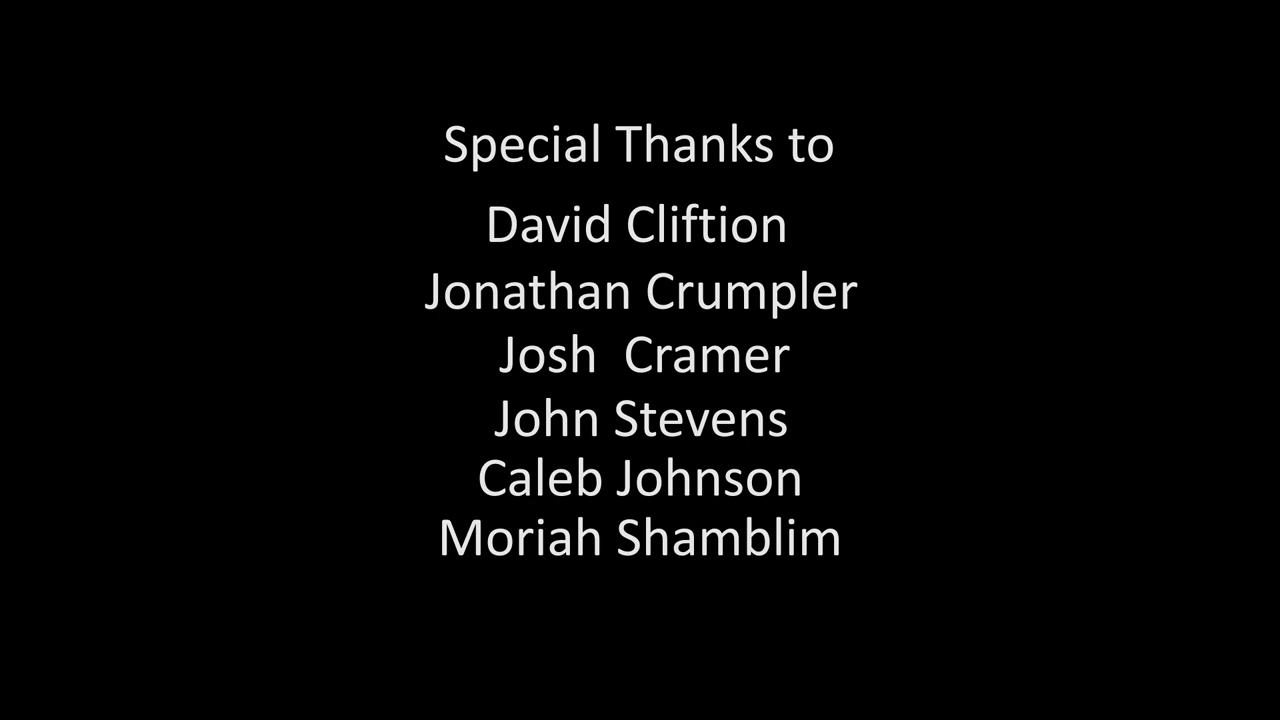 Special Thanks to
David Cliftion
Jonathan Crumpler
Josh  Cramer
John Stevens
Caleb Johnson
Moriah Shamblim